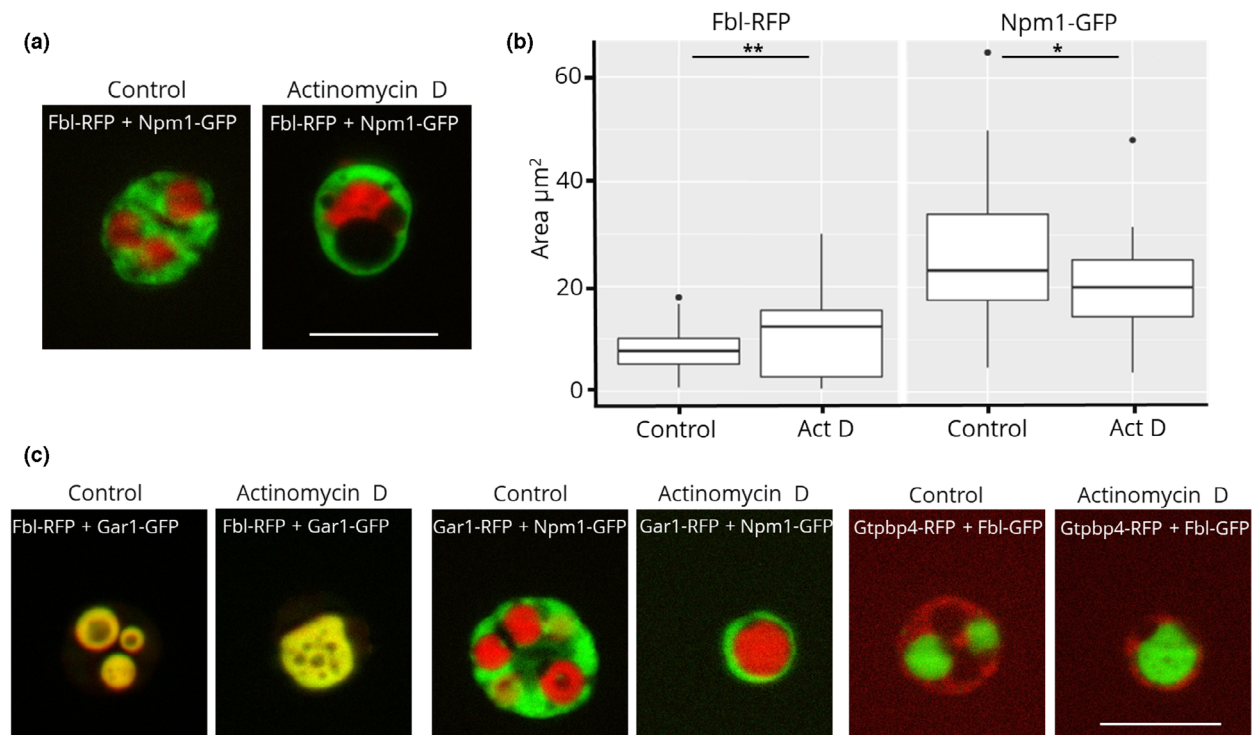 (a)
Control
Actinomycin D
Fbl-RFP + Npm1-GFP
Fbl-RFP + Npm1-GFP
(b)
Fbl-RFP
Npm1-GFP
**
*
Area µm²
60
40
20
0
Control
Act D
Control
Act D
(c)
Control
Actinomycin D
Control
Actinomycin D
Control
Actinomycin D
Fbl-RFP + Gar1-GFP
Fbl-RFP + Gar1-GFP
Gar1-RFP + Npm1-GFP
Gar1-RFP + Npm1-GFP
Gtpbp4-RFP + Fbl-GFP
Gtpbp4-RFP + Fbl-GFP